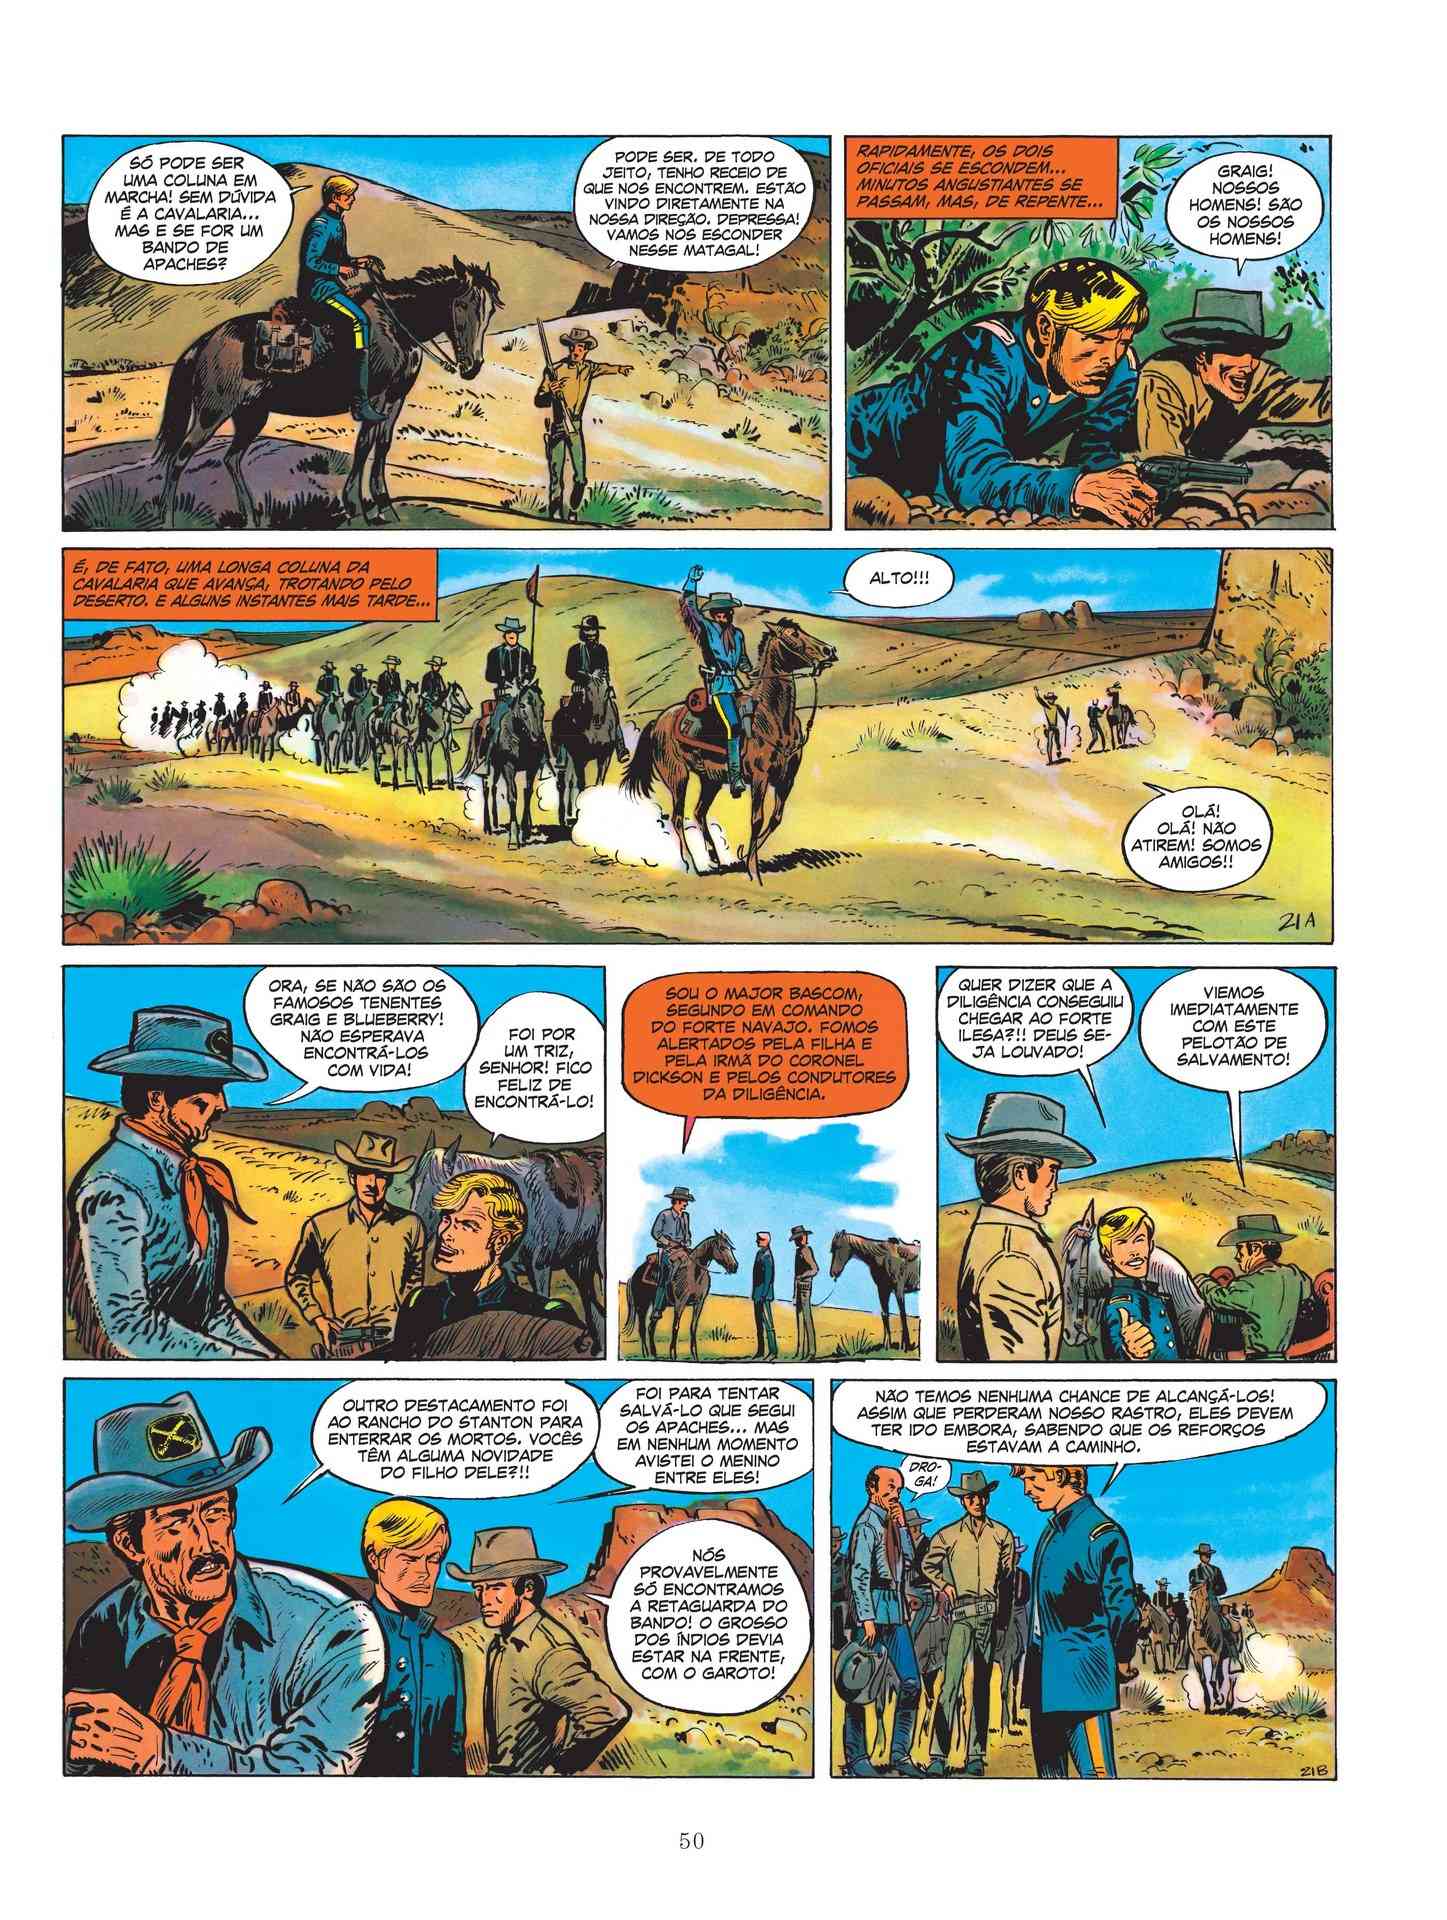 SÓ PODE SER
UMA COLUNA EM
MARCHA! SEM DÚVIDA
É A CAVALARIA...
MAS E SE FOR UM
BANDO DE
APACHES?
PODE SER. DE TODO
JEITO, TENHO RECEIO DE
QUE NOS ENCONTREM. ESTÃO
VINDO DIRETAMENTE NA
NOSSA DIREÇÃO. DEPRESSA!
VAMOS NOS ESCONDER
NESSE MATAGAL!
RAPIDAMENTE, OS DOIS
OFICIAIS SE ESCONDEM...
MINUTOS ANGUSTIANTES SE
PASSAM, MAS, DE REPENTE...
GRAIG!
NOSSOS
HOMENS! SÃO
OS NOSSOS
HOMENS!
É, DE FATO, UMA LONGA COLUNA DA
CAVALARIA QUE AVANÇA, TROTANDO PELO
DESERTO. E ALGUNS INSTANTES MAIS TARDE...
ALTO!!!
OLÁ!
OLÁ! NÃO
ATIREM! SOMOS
AMIGOS!!
21A
ORA, SE NÃO SÃO OS
FAMOSOS TENENTES
GRAIG E BLUEBERRY!
NÃO ESPERAVA
ENCONTRÁ-LOS
COM VIDA!
FOI POR
UM TRIZ,
SENHOR! FICO
FELIZ DE
ENCONTRÁ-LO!
SOU O MAJOR BASCOM,
SEGUNDO EM COMANDO
DO FORTE NAVAJO. FOMOS
ALERTADOS PELA FILHA E
PELA IRMÃ DO CORONEL
DICKSON E PELOS CONDUTORES
DA DILIGÊNCIA.
QUER DIZER QUE A
DILIGÊNCIA CONSEGUIU
CHEGAR AO FORTE
ILESA?!! DEUS SE-
JA LOUVADO!
VIEMOS
IMEDIATAMENTE
COM ESTE
PELOTÃO DE
SALVAMENTO!
OUTRO DESTACAMENTO FOI
AO RANCHO DO STANTON PARA
ENTERRAR OS MORTOS. VOCÊS
TÊM ALGUMA NOVIDADE
DO FILHO DELE?!!
FOI PARA TENTAR
SALVÁ-LO QUE SEGUI
OS APACHES... MAS
EM NENHUM MOMENTO
AVISTEI O MENINO
ENTRE ELES!
NÓS
PROVAVELMENTE
SÓ ENCONTRAMOS
A RETAGUARDA DO
BANDO! O GROSSO
DOS ÍNDIOS DEVIA
ESTAR NA FRENTE,
COM O GAROTO!
NÃO TEMOS NENHUMA CHANCE DE ALCANÇÁ-LOS!
ASSIM QUE PERDERAM NOSSO RASTRO, ELES DEVEM
TER IDO EMBORA, SABENDO QUE OS REFORÇOS
ESTAVAM A CAMINHO.
DRO-
GA!
21B
50